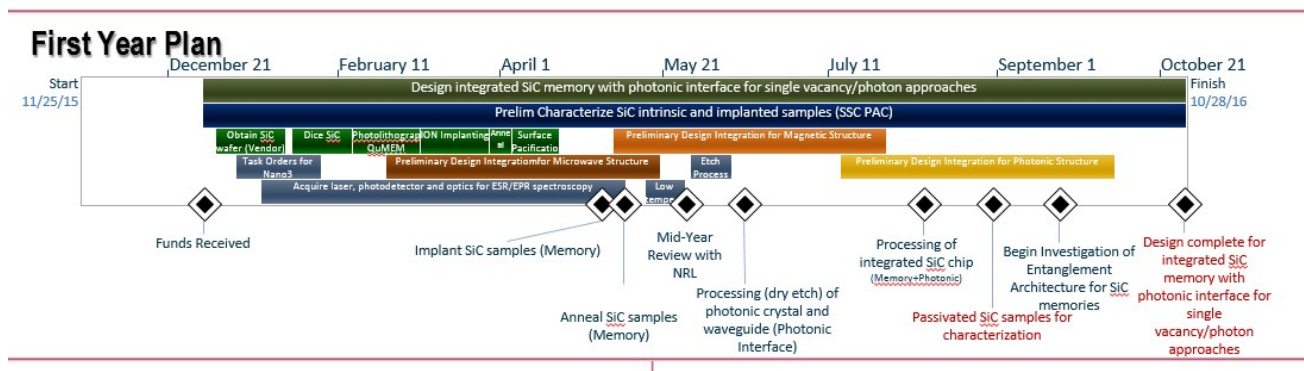 First Year Plan
December 21
February 11
April 1
May 21
July 11
September 1
October 21
Start
11/25/15
Finish
10/28/16
Design integrated SiC memory with photonic interface for single vacancy/photon approaches
Prelim Characterize SiC intrinsic and implanted samples (SSC PAC)
Obtain SiC
wafer (Vendor)
Dice SiC
Photolithograp
QuMEM
ION Implanting
Anne
al
Surface
Pacificatio
Preliminary Design Integration for Magnetic Structure
Task Orders for
Nano3
Preliminary Design Integratiomfor Microwave Structure
Etch
Process
Preliminary Design Integration for Photonic Structure
Acquire laser, photodetector and optics for ESR/EPR spectroscopy
Low
tempe
Funds Received
Implant SiC samples (Memory)
Anneal SiC samples
(Memory)
Mid-Year
Review with
NRL
Processing (dry etch) of
photonic crystal and
waveguide (Photonic
Interface)
Processing of
integrated SiC chip
(Memory+Photonic)
Passivated SiC samples for
characterization
Begin Investigation of
Entanglement
Architecture for SiC
memories
Design complete for
integrated SiC
memory with
photonic interface for
single
vacancy/photon
approaches